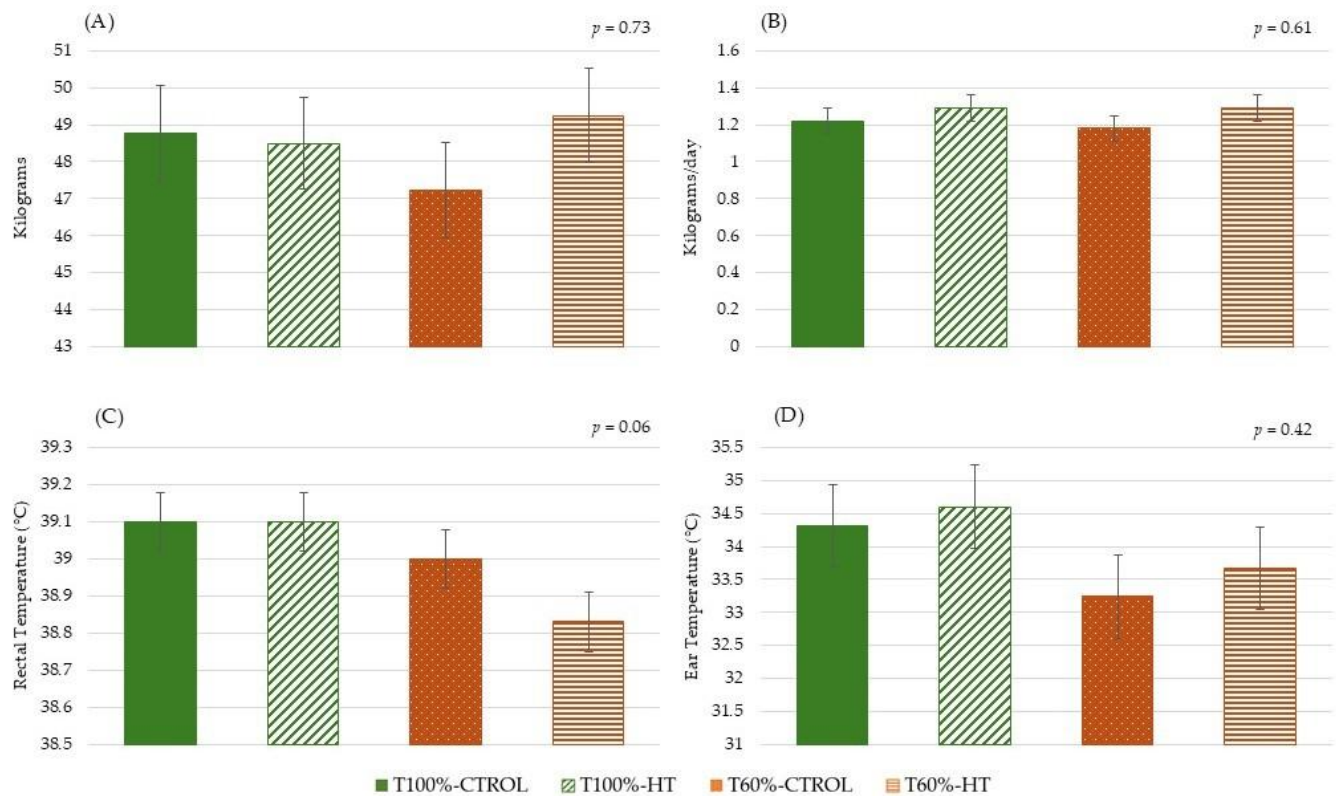 (A)
p = 0.73
Kilograms
51
50
49
48
47
46
45
44
43
(B)
p = 0.61
Kilograms/day
1.6
1.4
1.2
1
0.8
0.6
0.4
0.2
0
(C)
p = 0.06
Rectal Temperature (°C)
39.3
39.2
39.1
39
38.9
38.8
38.7
38.6
38.5
(D)
p = 0.42
Ear Temperature (°C)
35.5
35
34.5
34
33.5
33
32.5
32
31.5
31
T100%-CTROL T100%-HT T60%-CTROL T60%-HT